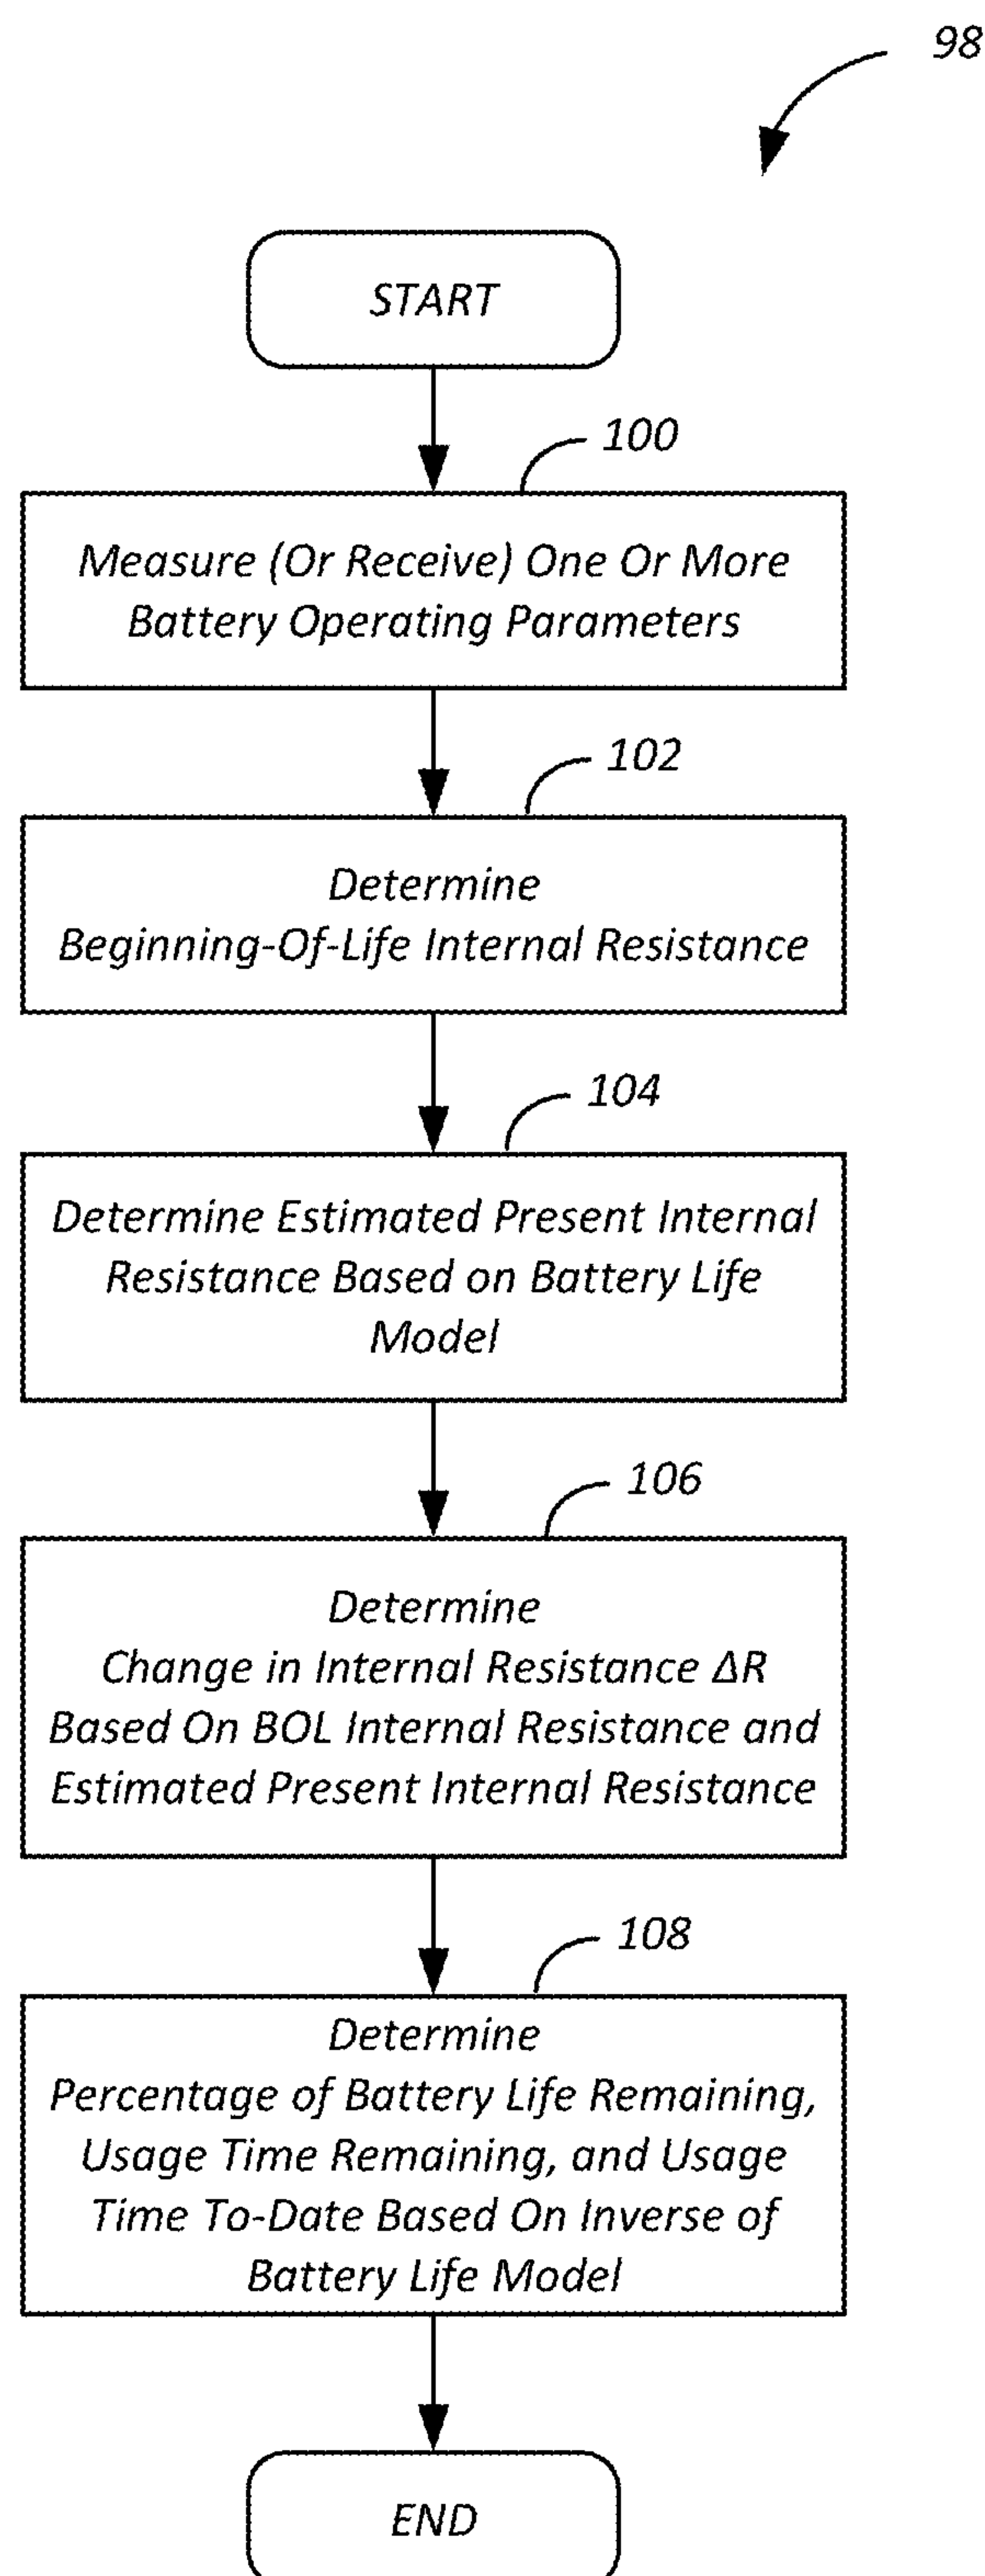 98
START
100
Measure (Or Receive) One Or More
Battery Operating Parameters
102
Determine
Beginning-Of-Life Internal Resistance
104
Determine Estimated Present Internal
Resistance Based on Battery Life
Model
106
Determine
Change in Internal Resistance ΔR
Based On BOL Internal Resistance and
Estimated Present Internal Resistance
108
Determine
Percentage of Battery Life Remaining,
Usage Time Remaining, and Usage
Time To-Date Based On Inverse of
Battery Life Model
END